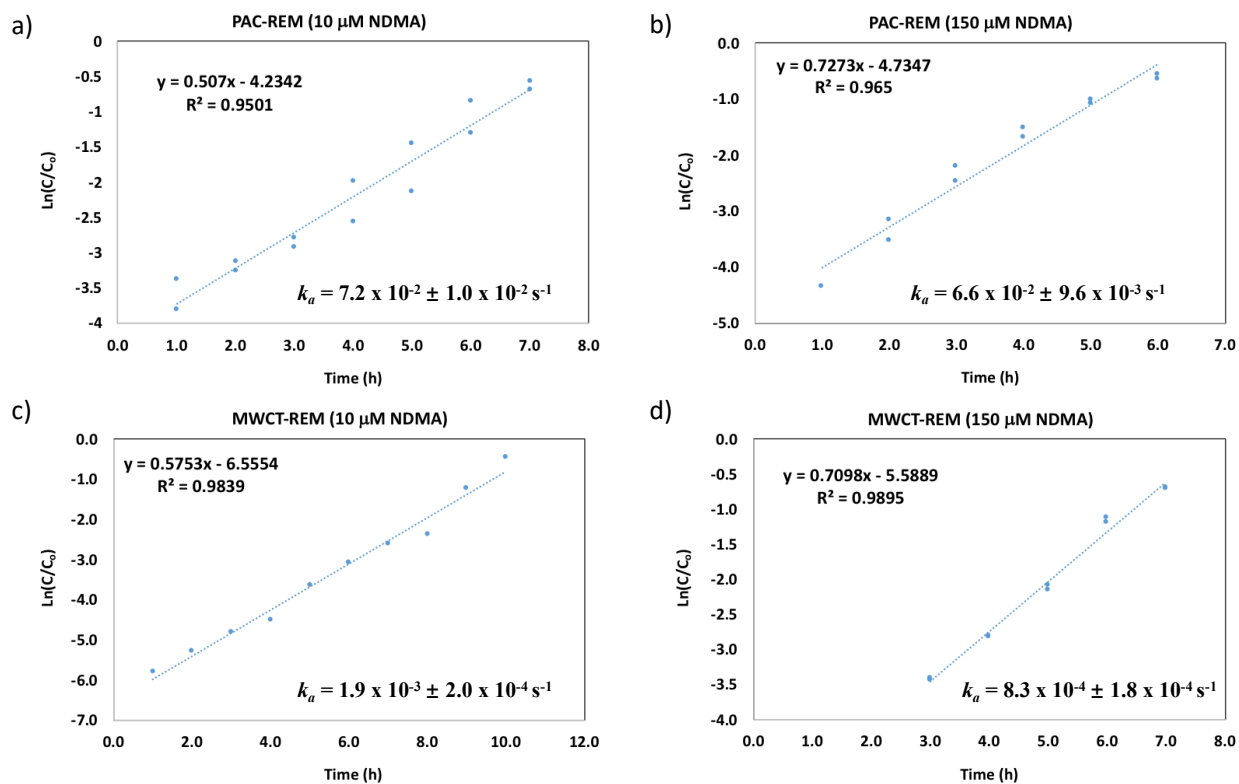 a)
PAC-REM (10 μM NDMA)
y = 0.507x - 4.2342
R² = 0.9501
0
-0.5
-1
-1.5
-2
-2.5
-3
-3.5
-4
Ln(C/Co)
kₐ = 7.2 x 10⁻² ± 1.0 x 10⁻² s⁻¹
0.0 1.0 2.0 3.0 4.0 5.0 6.0 7.0 8.0
Time (h)
b)
PAC-REM (150 μM NDMA)
y = 0.7273x - 4.7347
R² = 0.965
0.0
-1.0
-2.0
-3.0
-4.0
-5.0
Ln(C/Co)
kₐ = 6.6 x 10⁻² ± 9.6 x 10⁻³ s⁻¹
0.0 1.0 2.0 3.0 4.0 5.0 6.0 7.0
Time (h)
c)
MWCT-REM (10 μM NDMA)
y = 0.5753x - 6.5554
R² = 0.9839
0.0
-1.0
-2.0
-3.0
-4.0
-5.0
-6.0
-7.0
Ln(C/Co)
kₐ = 1.9 x 10⁻³ ± 2.0 x 10⁻⁴ s⁻¹
0.0 2.0 4.0 6.0 8.0 10.0 12.0
Time (h)
d)
MWCT-REM (150 μM NDMA)
y = 0.7098x - 5.5889
R² = 0.9895
0.0
-0.5
-1.0
-1.5
-2.0
-2.5
-3.0
-3.5
-4.0
Ln(C/Co)
kₐ = 8.3 x 10⁻⁴ ± 1.8 x 10⁻⁴ s⁻¹
0.0 1.0 2.0 3.0 4.0 5.0 6.0 7.0 8.0
Time (h)